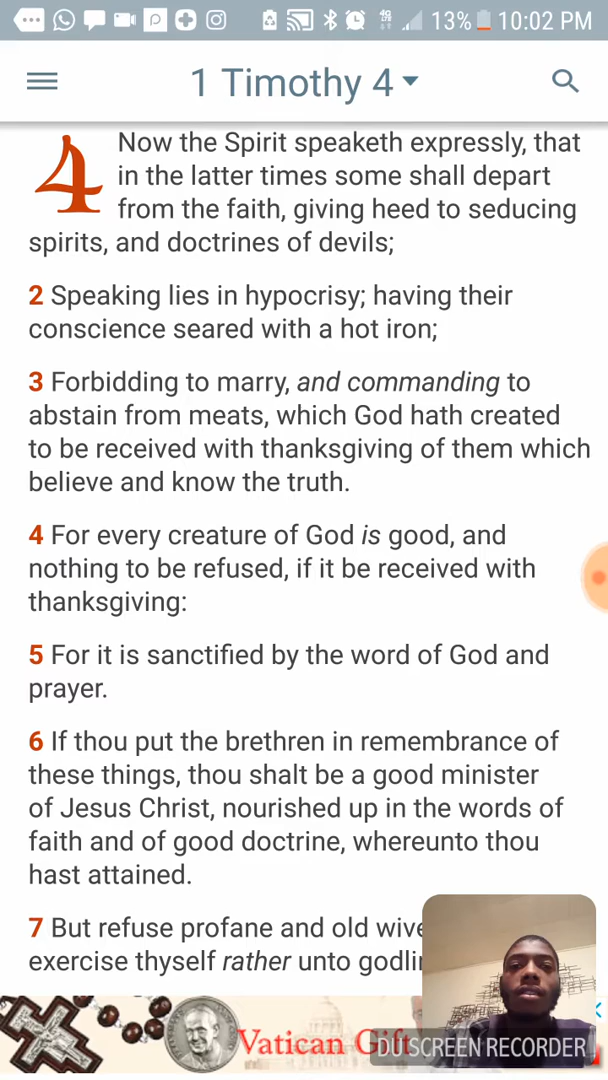 13% 10:02 PM
1 Timothy 4
4 Now the Spirit speaketh expressly, that
in the latter times some shall depart
from the faith, giving heed to seducing
spirits, and doctrines of devils;
2 Speaking lies in hypocrisy; having their
conscience seared with a hot iron;
3 Forbidding to marry, and commanding to
abstain from meats, which God hath created
to be received with thanksgiving of them which
believe and know the truth.
4 For every creature of God is good, and
nothing to be refused, if it be received with
thanksgiving:
5 For it is sanctified by the word of God and
prayer.
6 If thou put the brethren in remembrance of
these things, thou shalt be a good minister
of Jesus Christ, nourished up in the words of
faith and of good doctrine, whereunto thou
hast attained.
7 But refuse profane and old wive
exercise thyself rather unto godli
Vatican Gift
DU SCREEN RECORDER